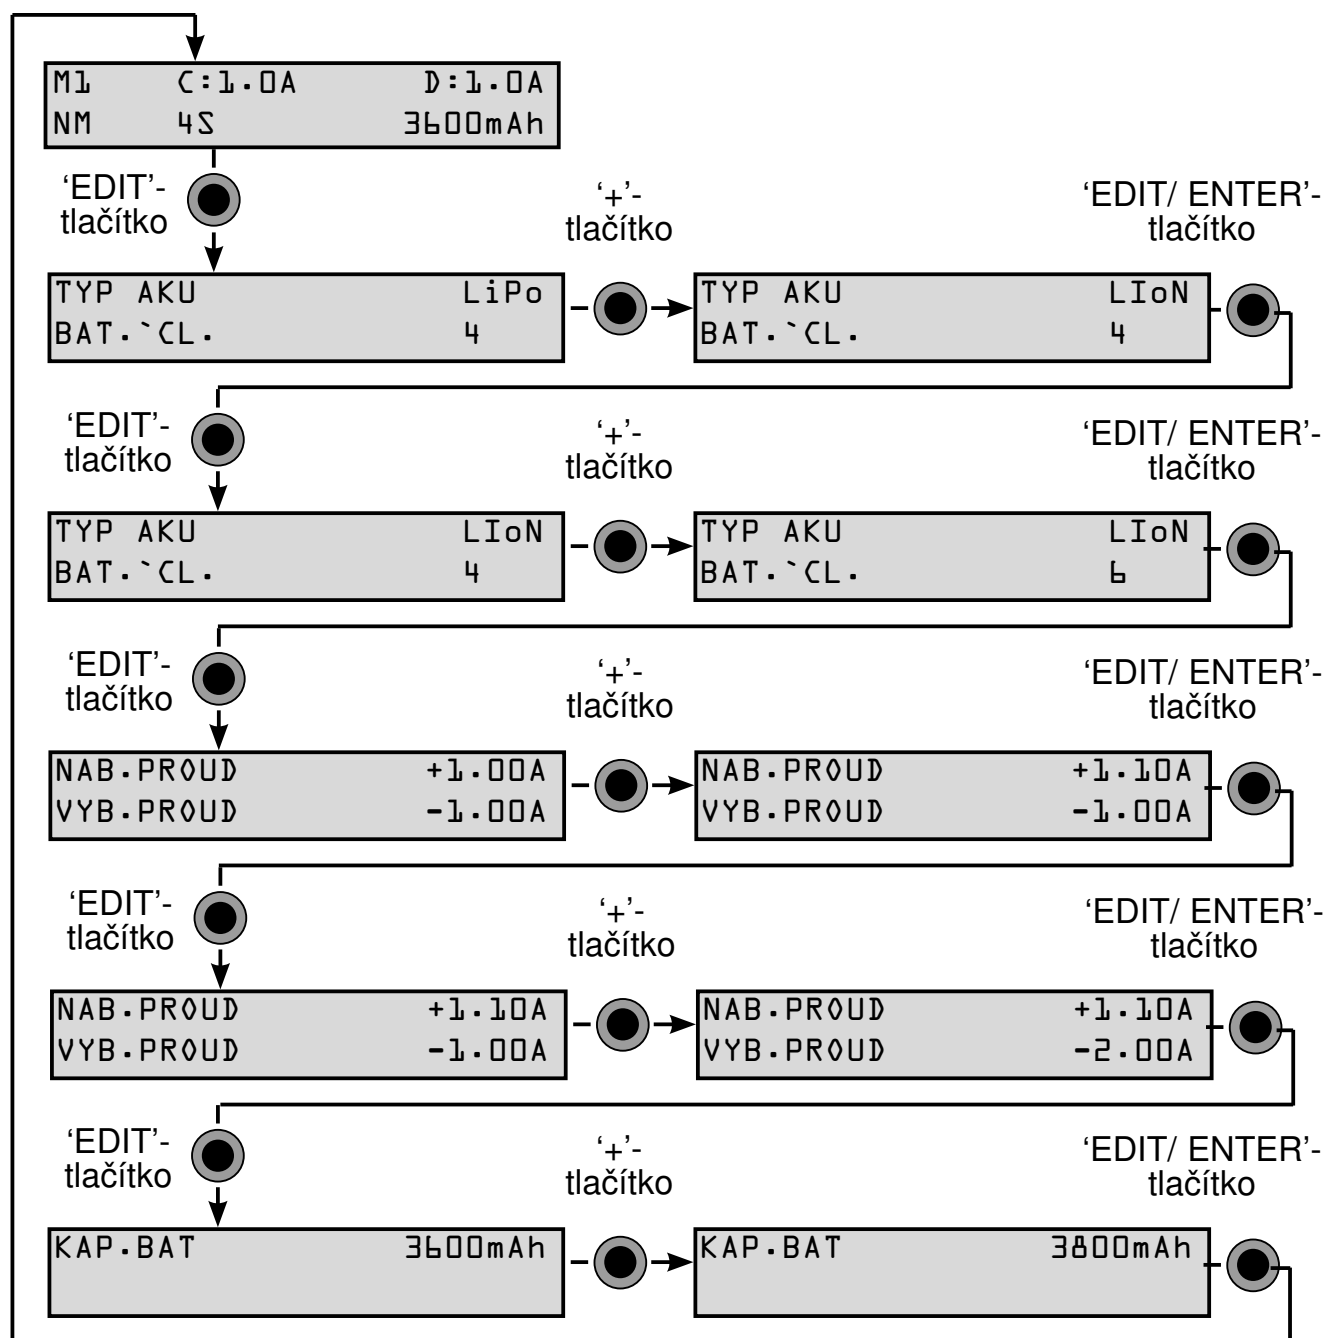 M1 C:1.0A D:1.0A
NM 4S 3600mAh
‘EDIT’-
tlačítko
‘+’-
tlačítko
‘EDIT/ ENTER’-
tlačítko
TYP AKU LiPo
BAT.`CL. 4
TYP AKU LIoN
BAT.`CL. 4
‘EDIT’-
tlačítko
‘+’-
tlačítko
‘EDIT/ ENTER’-
tlačítko
TYP AKU LIoN
BAT.`CL. 4
TYP AKU LIoN
BAT.`CL. 6
‘EDIT’-
tlačítko
‘+’-
tlačítko
‘EDIT/ ENTER’-
tlačítko
NAB.PROUD +1.00A
VYB.PROUD -1.00A
NAB.PROUD +1.10A
VYB.PROUD -1.00A
‘EDIT’-
tlačítko
‘+’-
tlačítko
‘EDIT/ ENTER’-
tlačítko
NAB.PROUD +1.10A
VYB.PROUD -1.00A
NAB.PROUD +1.10A
VYB.PROUD -2.00A
‘EDIT’-
tlačítko
‘+’-
tlačítko
‘EDIT/ ENTER’-
tlačítko
KAP.BAT 3600mAh
KAP.BAT 3800mAh